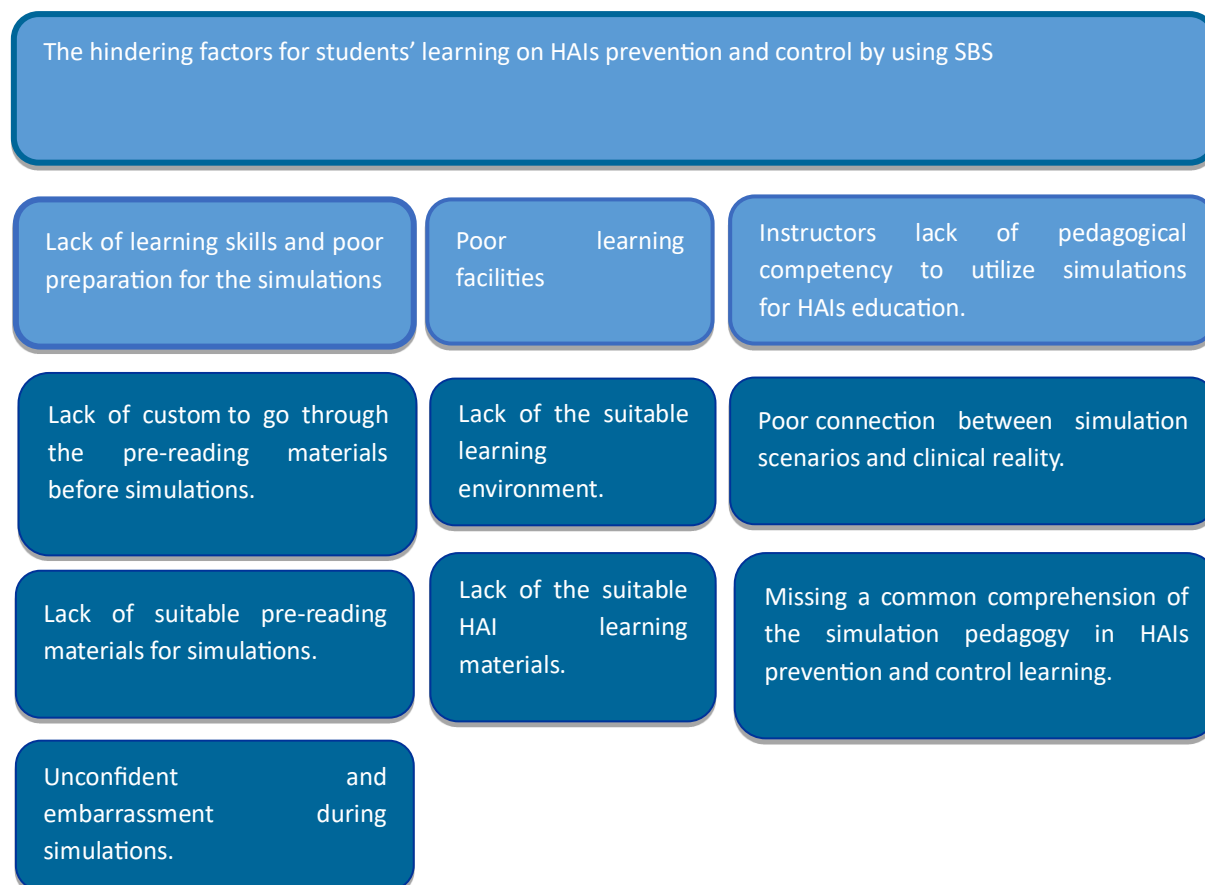 The hindering factors for students’ learning on HAIs prevention and control by using SBS
Lack of learning skills and poor
preparation for the simulations
Poor learning
facilities
Instructors lack of pedagogical
competency to utilize simulations
for HAIs education.
Lack of custom to go through
the pre-reading materials
before simulations.
Lack of the suitable
learning
environment.
Poor connection between simulation
scenarios and clinical reality.
Lack of suitable pre-reading
materials for simulations.
Lack of the suitable
HAI learning
materials.
Missing a common comprehension of
the simulation pedagogy in HAIs
prevention and control learning.
Unconfident and
embarrassment during
simulations.